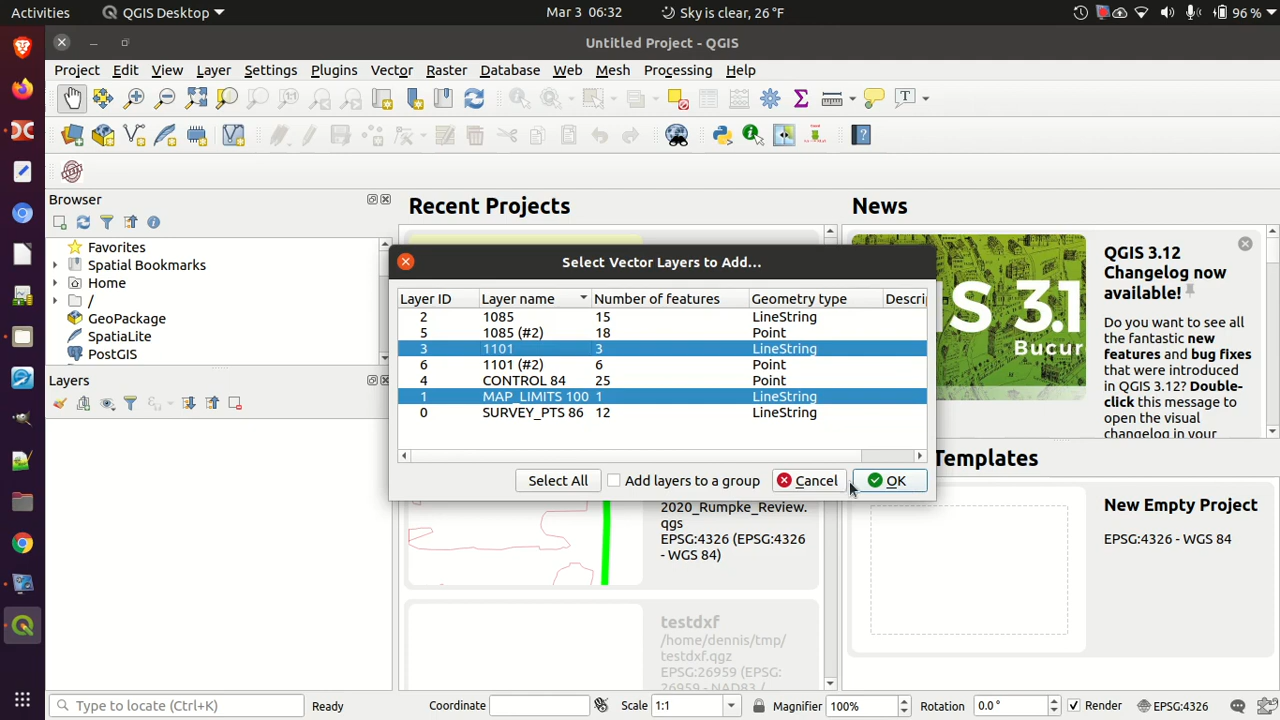 Activities QGIS Desktop Mar 3 06:32 Sky is clear, 26 °F 96 %
Untitled Project - QGIS
Project Edit View Layer Settings Plugins Vector Raster Database Web Mesh Processing Help
Browser
Favorites
Spatial Bookmarks
Home
/
GeoPackage
SpatiaLite
PostGIS
Layers
Recent Projects
News
QGIS 3.12
Changelog now
available!
Do you want to see all
the fantastic new
features and bug fixes
that were introduced
in QGIS 3.12? Double-
click this message to
open the visual
changelog in your
IS 3.1
Bucur
Select Vector Layers to Add...
Layer ID Layer name Number of features Geometry type Descri
2 1085 15 LineString
5 1085 (#2) 18 Point
3 1101 3 LineString
6 1101 (#2) 6 Point
4 CONTROL 84 25 Point
1 MAP_LIMITS 100 1 LineString
0 SURVEY_PTS 86 12 LineString
Select All Add layers to a group Cancel OK
2020_Rumpke_Review.
qgs
EPSG:4326 (EPSG:4326
- WGS 84)
testdxf
/home/dennis/tmp/
testdxf.qgz
EPSG:26959 (EPSG:
26959 - NAD83 /
Templates
New Empty Project
EPSG:4326 - WGS 84
Type to locate (Ctrl+K) Ready Coordinate Scale 1:1 Magnifier 100% Rotation 0.0 ° Render EPSG:4326